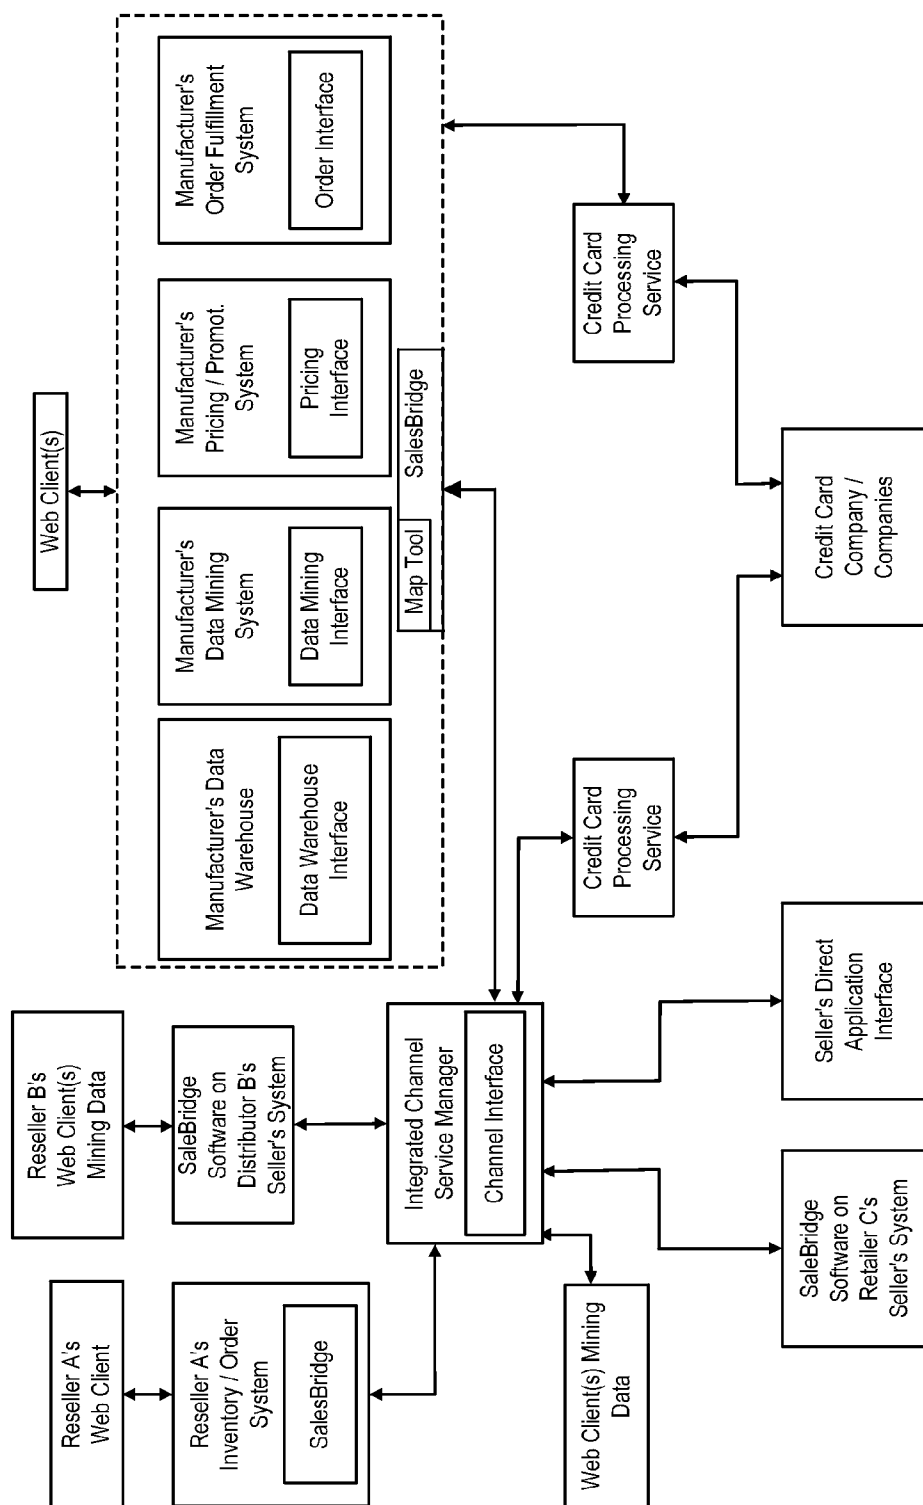 Reseller A's
Web Client
Reseller B's
Web Client(s)
Mining Data
Web Client(s)
Reseller A's
Inventory / Order
System
SalesBridge
SaleBridge
Software on
Distributor B's
Seller's System
Manufacturer's Data
Warehouse
Data Warehouse
Interface
Manufacturer's
Data Mining
System
Data Mining
Interface
Manufacturer's
Pricing / Promot.
System
Pricing
Interface
Manufacturer's
Order Fulfillment
System
Order Interface
Map Tool
SalesBridge
Integrated Channel
Service Manager
Channel Interface
Web Client(s) Mining
Data
Credit Card
Processing
Service
Credit Card
Processing
Service
SaleBridge
Software on
Retailer C's
Seller's System
Seller's Direct
Application
Interface
Credit Card
Company /
Companies